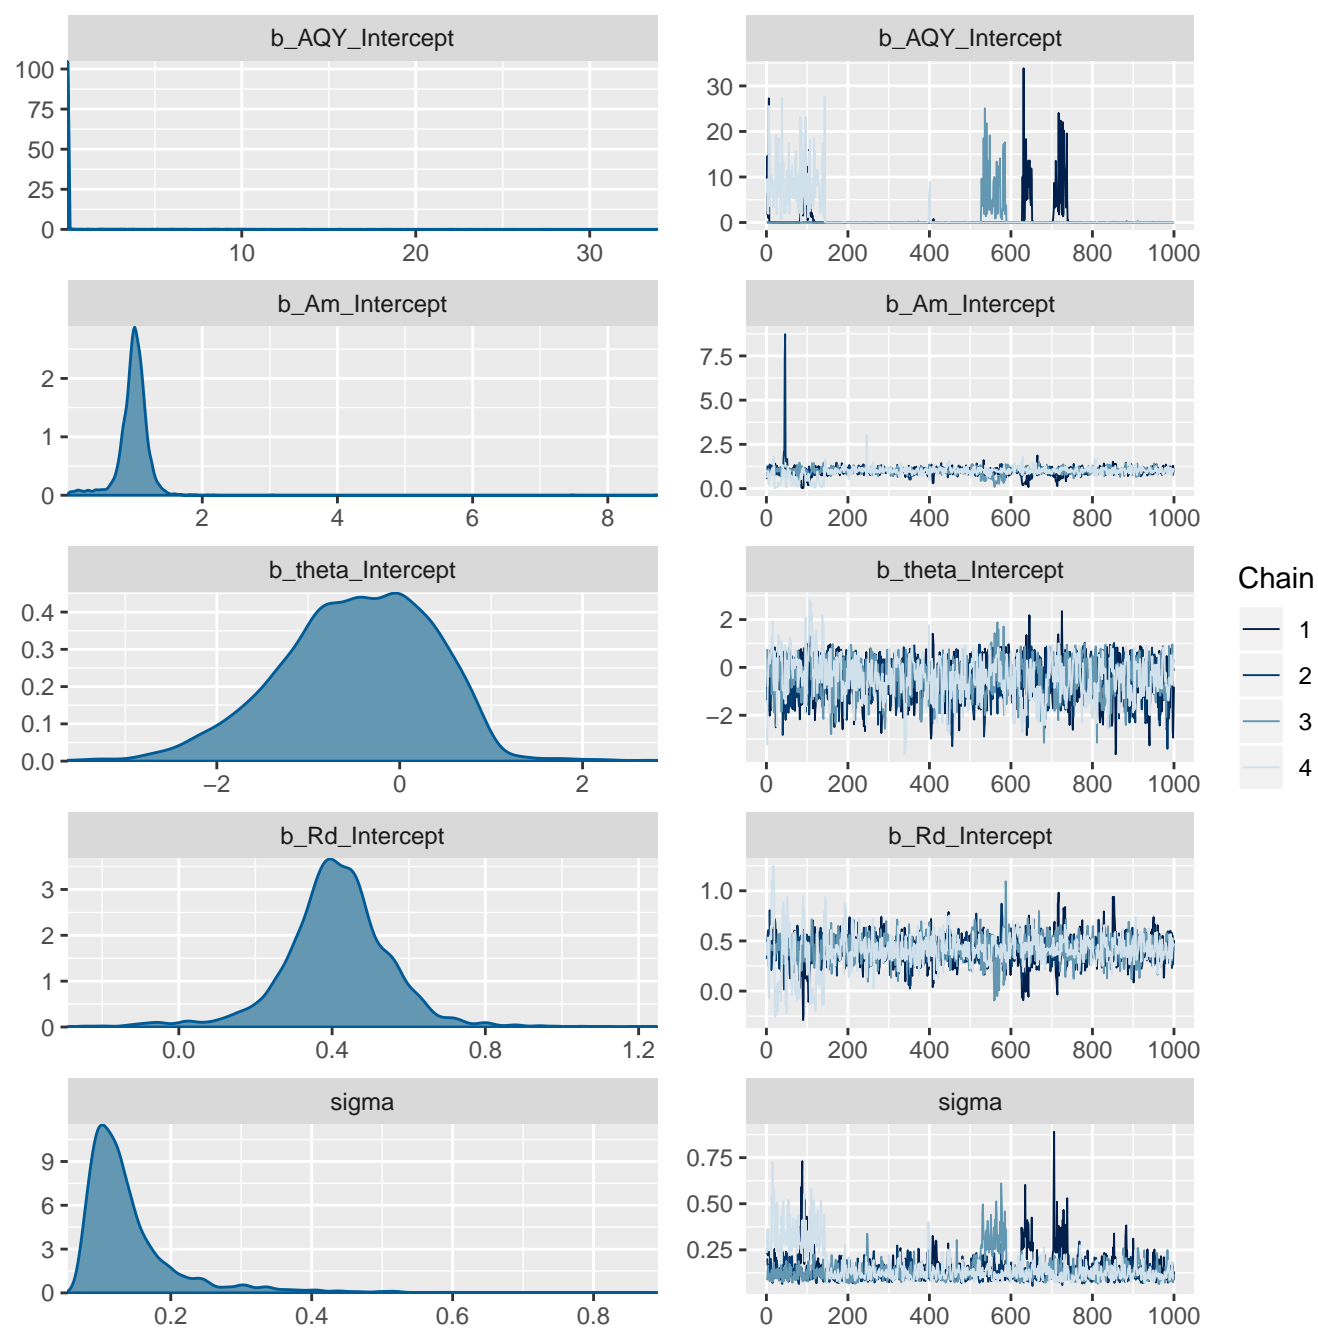 b_AQY_Intercept
100
75
50
25
0
10 20 30
b_AQY_Intercept
30
20
10
0
0 200 400 600 800 1000
b_Am_Intercept
2
1
0
2 4 6 8
b_Am_Intercept
7.5
5.0
2.5
0.0
0 200 400 600 800 1000
b_theta_Intercept
0.4
0.3
0.2
0.1
0.0
−2 0 2
b_theta_Intercept
2
0
−2
0 200 400 600 800 1000
b_Rd_Intercept
3
2
1
0
0.0 0.4 0.8 1.2
b_Rd_Intercept
1.0
0.5
0.0
0 200 400 600 800 1000
sigma
9
6
3
0
0.2 0.4 0.6 0.8
sigma
0.75
0.50
0.25
0 200 400 600 800 1000
Chain
1
2
3
4